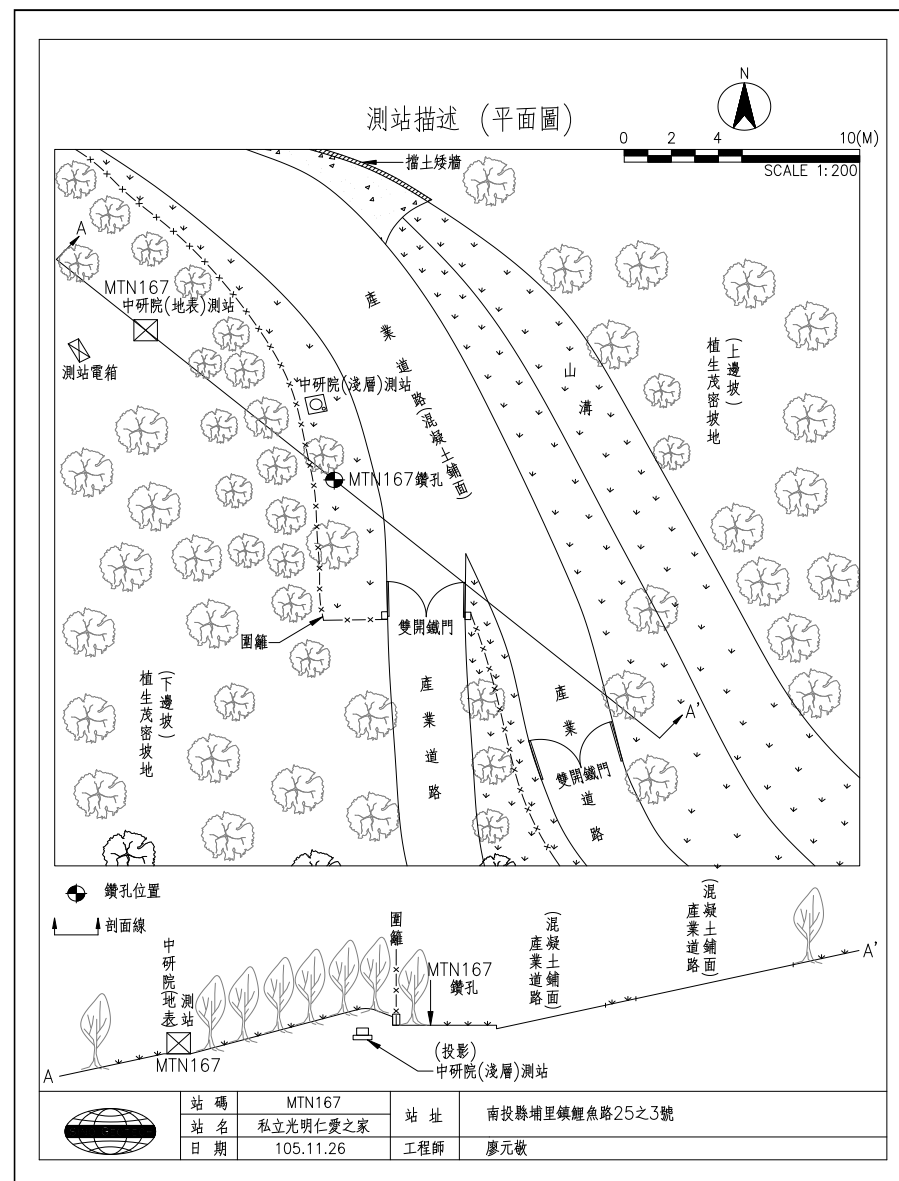 測站描述 (平面圖)
N
0 2 4 10(M)
SCALE 1:200
擋土矮牆
A
MTN167
中研院(地表)測站
測站電箱
中研院(淺層)測站
產業道路(混凝土鋪面)
山溝
(上邊坡)
植生茂密坡地
MTN167鑽孔
圍籬
雙開鐵門
(下邊坡)
植生茂密坡地
產業道路
產業道路
雙開鐵門
A'
鑽孔位置
剖面線
中研院(地表)測站
MTN167
A
圍籬
MTN167
鑽孔
(投影)
中研院(淺層)測站
(混凝土鋪面)
產業道路
(混凝土鋪面)
產業道路
A'
站碼 MTN167
站名 私立光明仁愛之家
日期 105.11.26
站址 南投縣埔里鎮鯉魚路25之3號
工程師 廖元敬